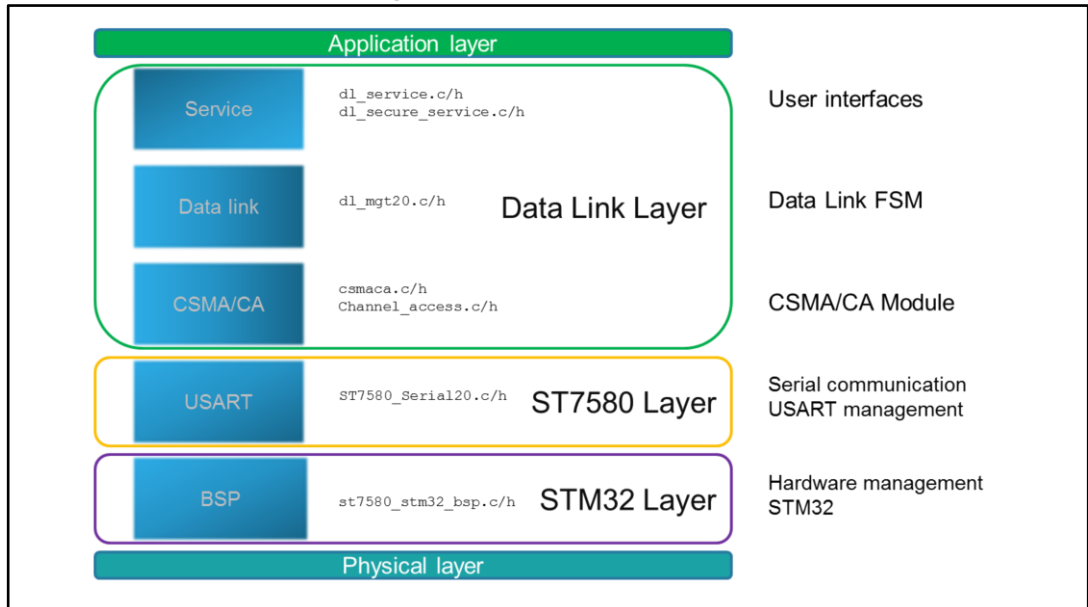 Application layer
Service
dl_service.c/h
dl_secure_service.c/h
User interfaces
Data link
dl_mgt20.c/h
Data Link Layer
Data Link FSM
CSMA/CA
csmaca.c/h
Channel_access.c/h
CSMA/CA Module
USART
ST7580_Serial20.c/h
ST7580 Layer
Serial communication
USART management
BSP
st7580_stm32_bsp.c/h
STM32 Layer
Hardware management
STM32
Physical layer